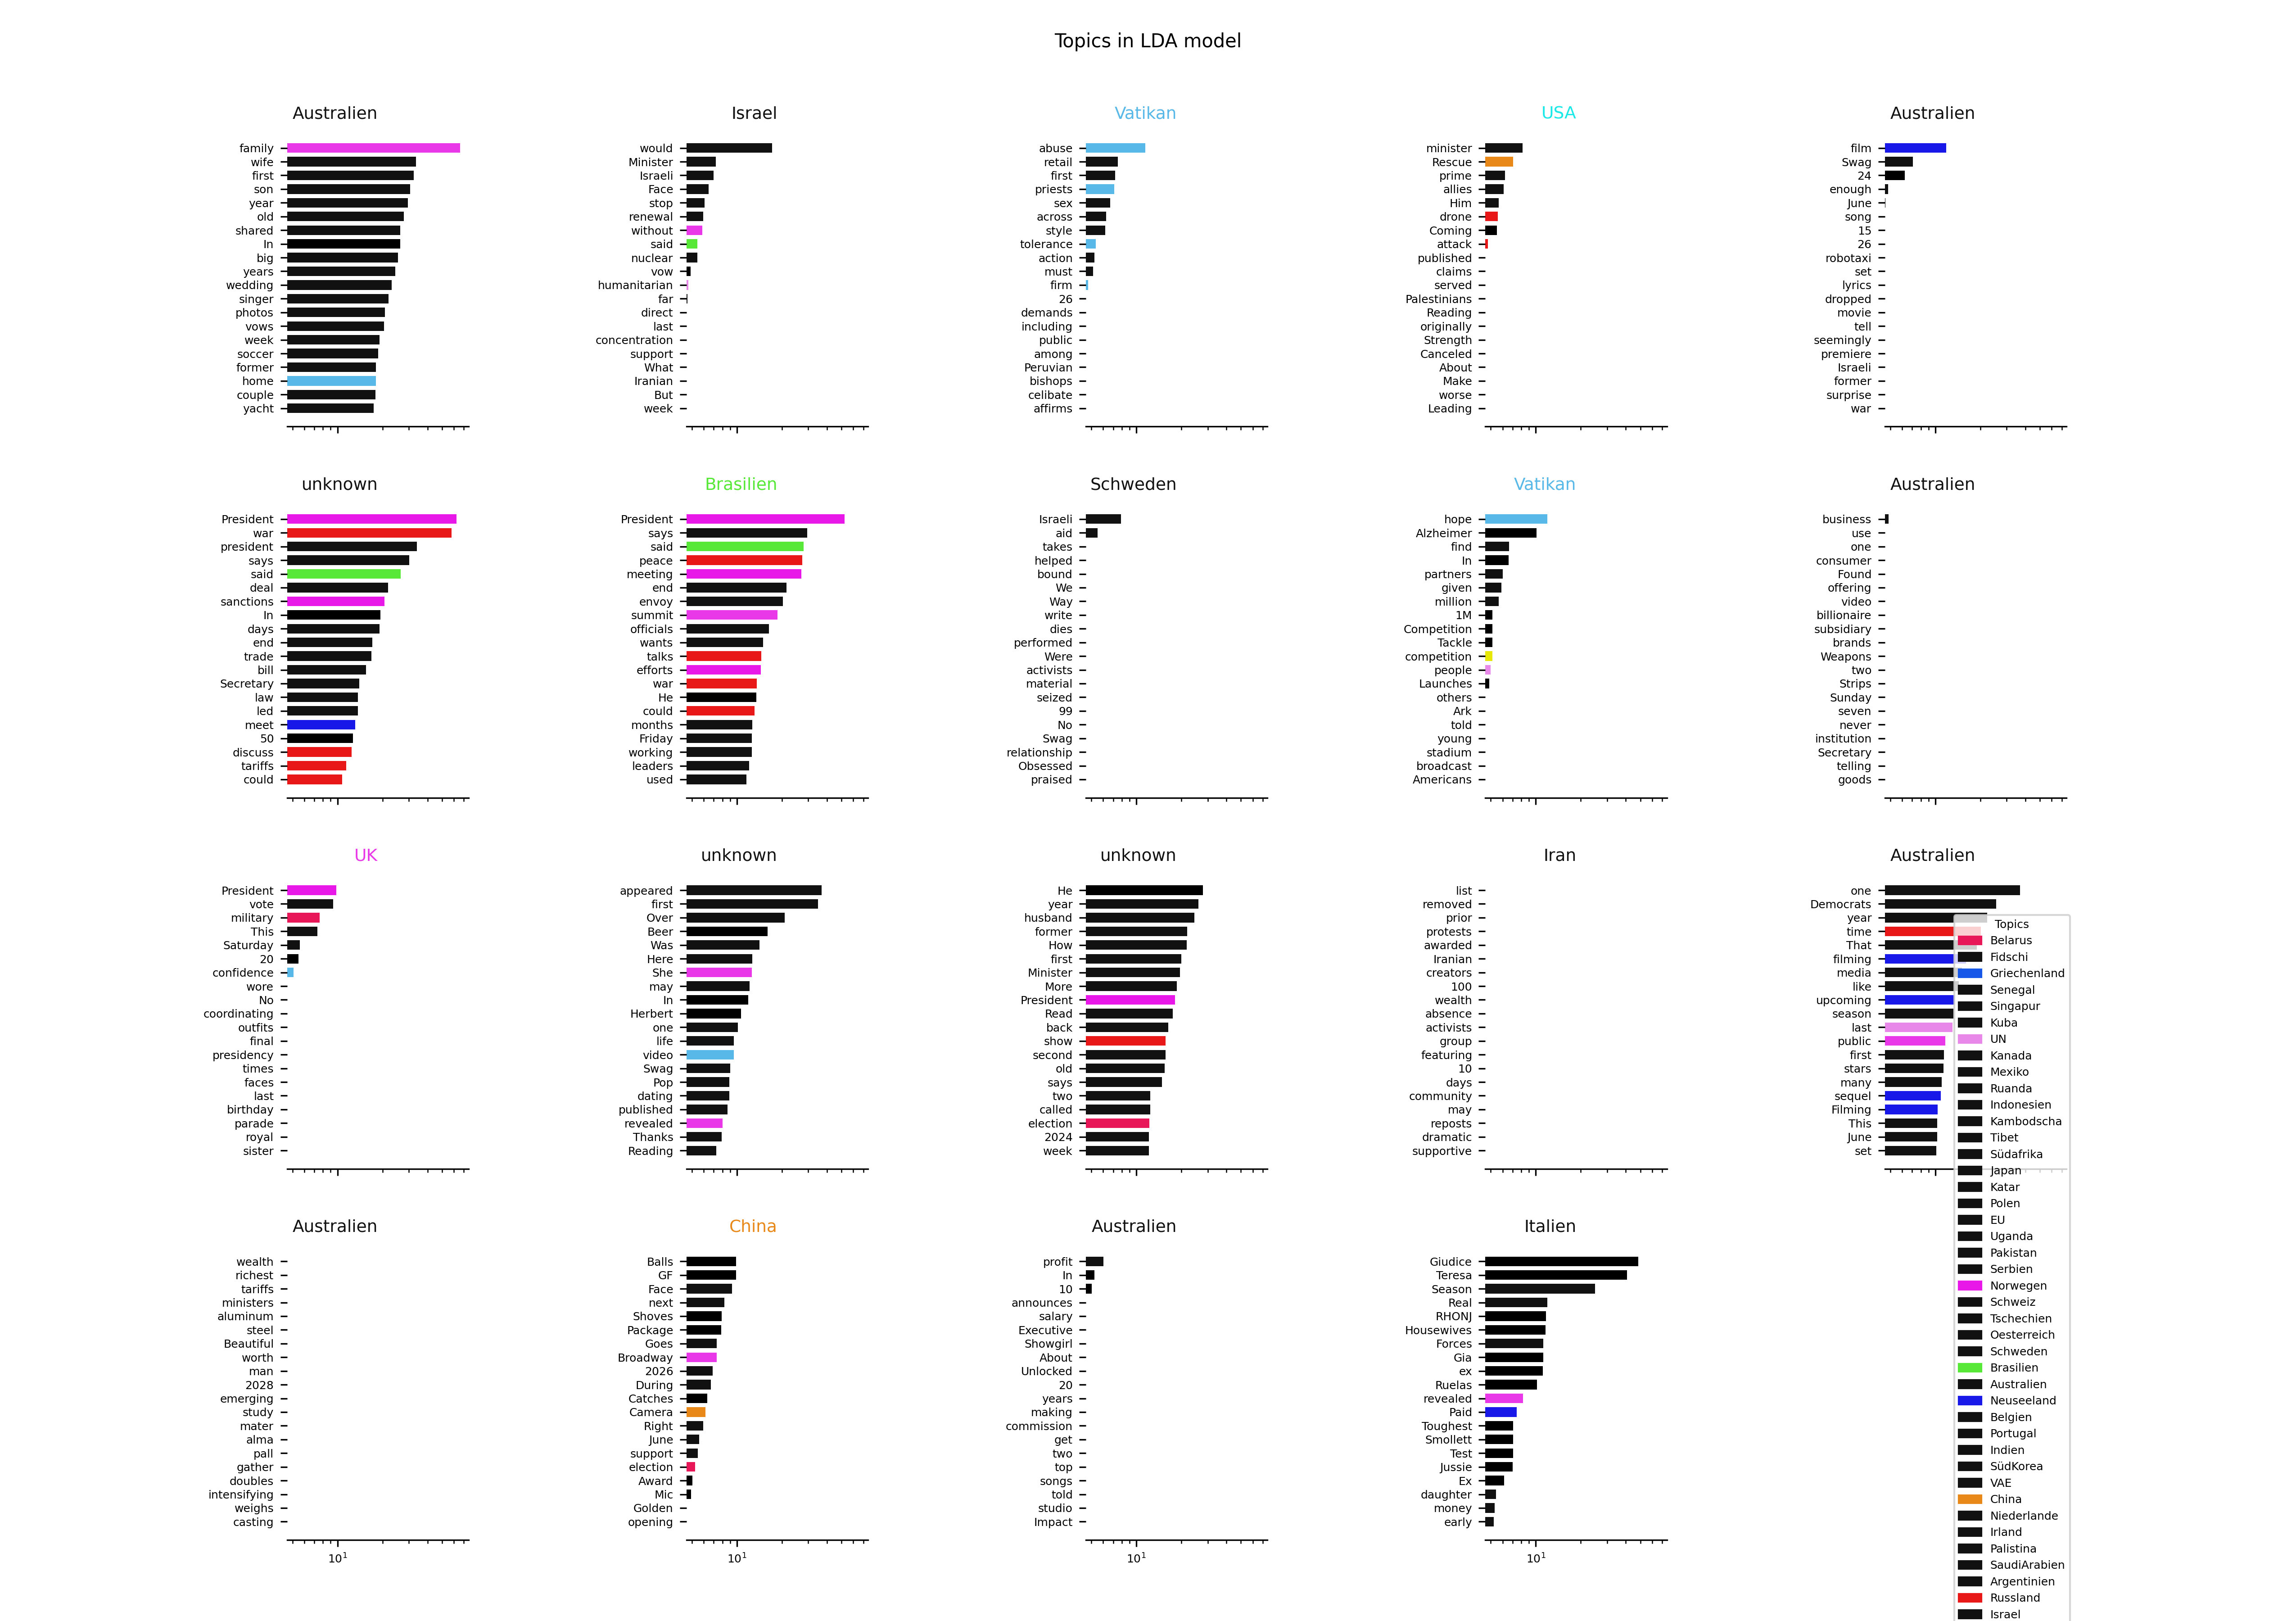 Topics in LDA model
Australien
family
wife
first
son
year
old
shared
In
big
years
wedding
singer
photos
vows
week
soccer
former
home
couple
yacht
Israel
would
Minister
Israeli
Face
stop
renewal
without
said
nuclear
vow
humanitarian
far
direct
last
concentration
support
What
Iranian
But
week
Vatikan
abuse
retail
first
priests
sex
across
style
tolerance
action
must
firm
26
demands
including
public
among
Peruvian
bishops
celibate
affirms
USA
minister
Rescue
prime
allies
Him
drone
Coming
attack
published
claims
served
Palestinians
Reading
originally
Strength
Canceled
About
Make
worse
Leading
Australien
film
Swag
24
enough
June
song
15
26
robotaxi
set
lyrics
dropped
movie
tell
seemingly
premiere
Israeli
former
surprise
war
unknown
President
war
president
says
said
deal
sanctions
In
days
end
trade
bill
Secretary
law
led
meet
50
discuss
tariffs
could
Brasilien
President
says
said
peace
meeting
end
envoy
summit
officials
wants
talks
efforts
war
He
could
months
Friday
working
leaders
used
Schweden
Israeli
aid
takes
helped
bound
We
Way
write
dies
performed
Were
activists
material
seized
99
No
Swag
relationship
Obsessed
praised
Vatikan
hope
Alzheimer
find
In
partners
given
million
1M
Competition
Tackle
competition
people
Launches
others
Ark
told
young
stadium
broadcast
Americans
Australien
business
use
one
consumer
Found
offering
video
billionaire
subsidiary
brands
Weapons
two
Strips
Sunday
seven
never
institution
Secretary
telling
goods
UK
President
vote
military
This
Saturday
20
confidence
wore
No
coordinating
outfits
final
presidency
times
faces
last
birthday
parade
royal
sister
unknown
appeared
first
Over
Beer
Was
Here
She
may
In
Herbert
one
life
video
Swag
Pop
dating
published
revealed
Thanks
Reading
unknown
He
year
husband
former
How
first
Minister
More
President
Read
back
show
second
old
says
two
called
election
2024
week
Iran
list
removed
prior
protests
awarded
Iranian
creators
100
wealth
absence
activists
group
featuring
10
days
community
may
reposts
dramatic
supportive
Australien
one
Democrats
year
time
That
filming
media
like
upcoming
season
last
public
first
stars
many
sequel
Filming
This
June
set
Australien
wealth
richest
tariffs
ministers
aluminum
steel
Beautiful
worth
man
2028
emerging
study
mater
alma
pall
gather
doubles
intensifying
weighs
casting
10¹
China
Balls
GF
Face
next
Shoves
Package
Goes
Broadway
2026
During
Catches
Camera
Right
June
support
election
Award
Mic
Golden
opening
10¹
Australien
profit
In
10
announces
salary
Executive
Showgirl
About
Unlocked
20
years
making
commission
get
two
top
songs
told
studio
Impact
10¹
Italien
Giudice
Teresa
Season
Real
RHONJ
Housewives
Forces
Gia
ex
Ruelas
revealed
Paid
Toughest
Smollett
Test
Jussie
Ex
daughter
money
early
10¹
Topics
Belarus
Fidschi
Griechenland
Senegal
Singapur
Kuba
UN
Kanada
Mexiko
Ruanda
Indonesien
Kambodscha
Tibet
Südafrika
Japan
Katar
Polen
EU
Uganda
Pakistan
Serbien
Norwegen
Schweiz
Tschechien
Oesterreich
Schweden
Brasilien
Australien
Neuseeland
Belgien
Portugal
Indien
SüdKorea
VAE
China
Niederlande
Irland
Palistina
SaudiArabien
Argentinien
Russland
Israel